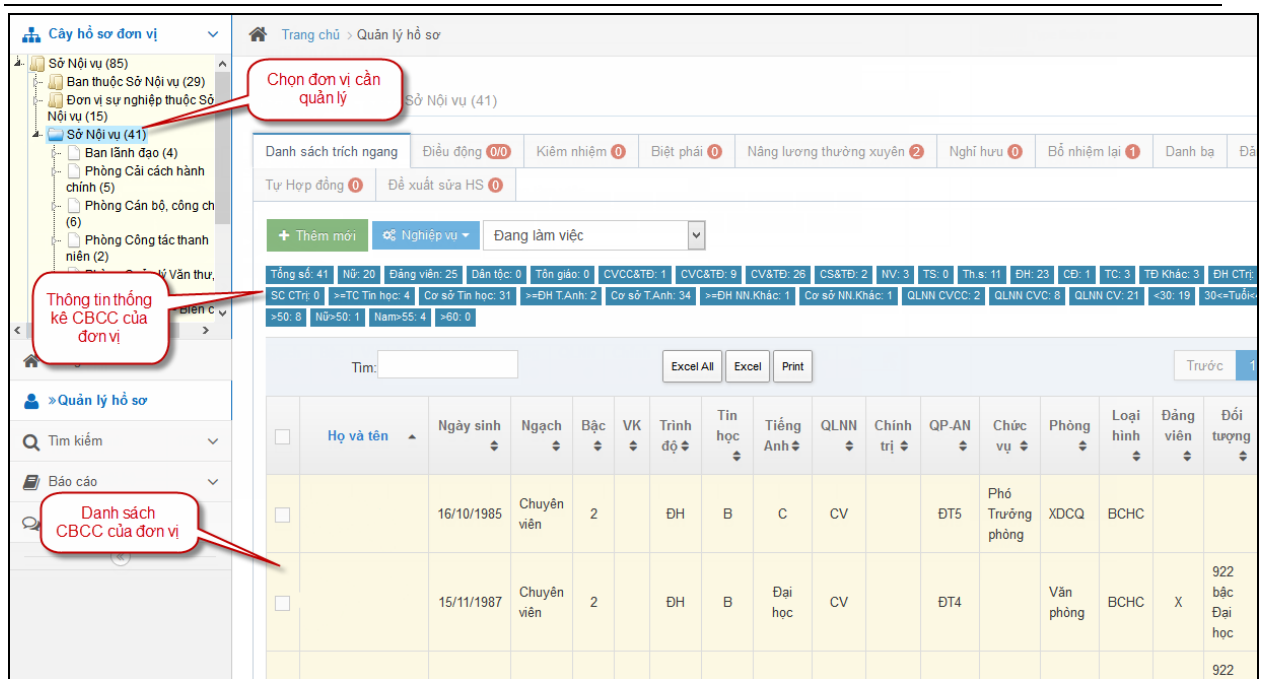 Cây hồ sơ đơn vị
Sở Nội vụ (85)
Ban thuộc Sở Nội vụ (29)
Đơn vị sự nghiệp thuộc Sở
Nội vụ (15)
Sở Nội vụ (41)
Ban lãnh đạo (4)
Phòng Cải cách hành
chính (5)
Phòng Cán bộ, công ch
(6)
Phòng Công tác thanh
niên (2)
Thông tin thống
kê CBCC của
đơn vị
»Quản lý hồ sơ
Tìm kiếm
Báo cáo
Danh sách
CBCC của đơn vị
Trang chủ > Quản lý hồ sơ
Chọn đơn vị cần
quản lý
Sở Nội vụ (41)
Danh sách trích ngang Điều động 0/0 Kiêm nhiệm 0 Biệt phái 0 Nâng lương thường xuyên 2 Nghỉ hưu 0 Bổ nhiệm lại 1 Danh bạ Đả
Tự Hợp đồng 0 Đề xuất sửa HS 0
+ Thêm mới Nghiệp vụ Đang làm việc
Tổng số: 41 Nữ: 20 Đảng viên: 25 Dân tộc: 0 Tôn giáo: 0 CVCC&TĐ: 1 CVC&TĐ: 9 CV&TĐ: 26 CS&TĐ: 2 NV: 3 TS: 0 Th.s: 11 ĐH: 23 CĐ: 1 TC: 3 TĐ Khác: 3 ĐH CTrị:
SC CTrị: 0 >=TC Tin học: 4 Cơ sở Tin học: 31 >=ĐH T.Anh: 2 Cơ sở T.Anh: 34 >=ĐH NN.Khác: 1 Cơ sở NN.Khác: 1 QLNN CVCC: 2 QLNN CVC: 8 QLNN CV: 21 <30: 19 30<=Tuổi<
>50: 8 Nữ>50: 1 Nam>55: 4 >60: 0
Tìm: Excel All Excel Print Trước 1
Họ và tên Ngày sinh Ngạch Bậc VK Trình độ Tin học Tiếng Anh QLNN Chính trị QP-AN Chức vụ Phòng Loại hình Đảng viên Đối tượng
16/10/1985 Chuyên viên 2 ĐH B C CV ĐT5 Phó Trưởng phòng XDCQ BCHC
15/11/1987 Chuyên viên 2 ĐH B Đại học CV ĐT4 Văn phòng BCHC X 922 bậc Đại học
922